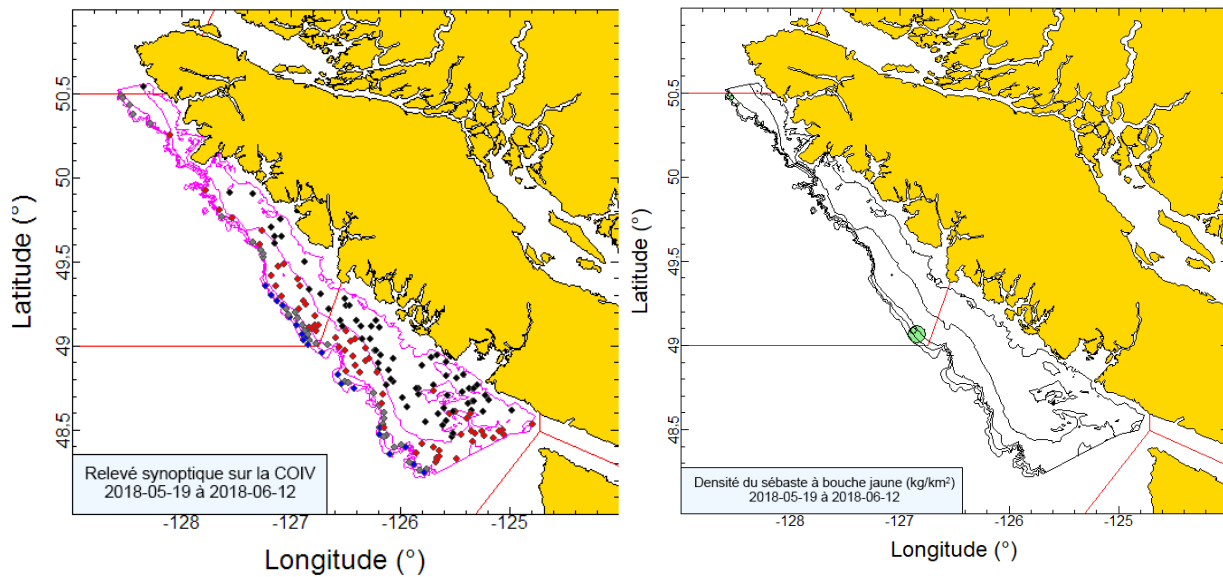 Latitude (°)
50.5
50
49.5
49
48.5
Relevé synoptique sur la COIV
2018-05-19 à 2018-06-12
-128
-127
-126
-125
Longitude (°)
Latitude (°)
50.5
50
49.5
49
48.5
Densité du sébaste à bouche jaune (kg/km²)
2018-05-19 à 2018-06-12
-128
-127
-126
-125
Longitude (°)